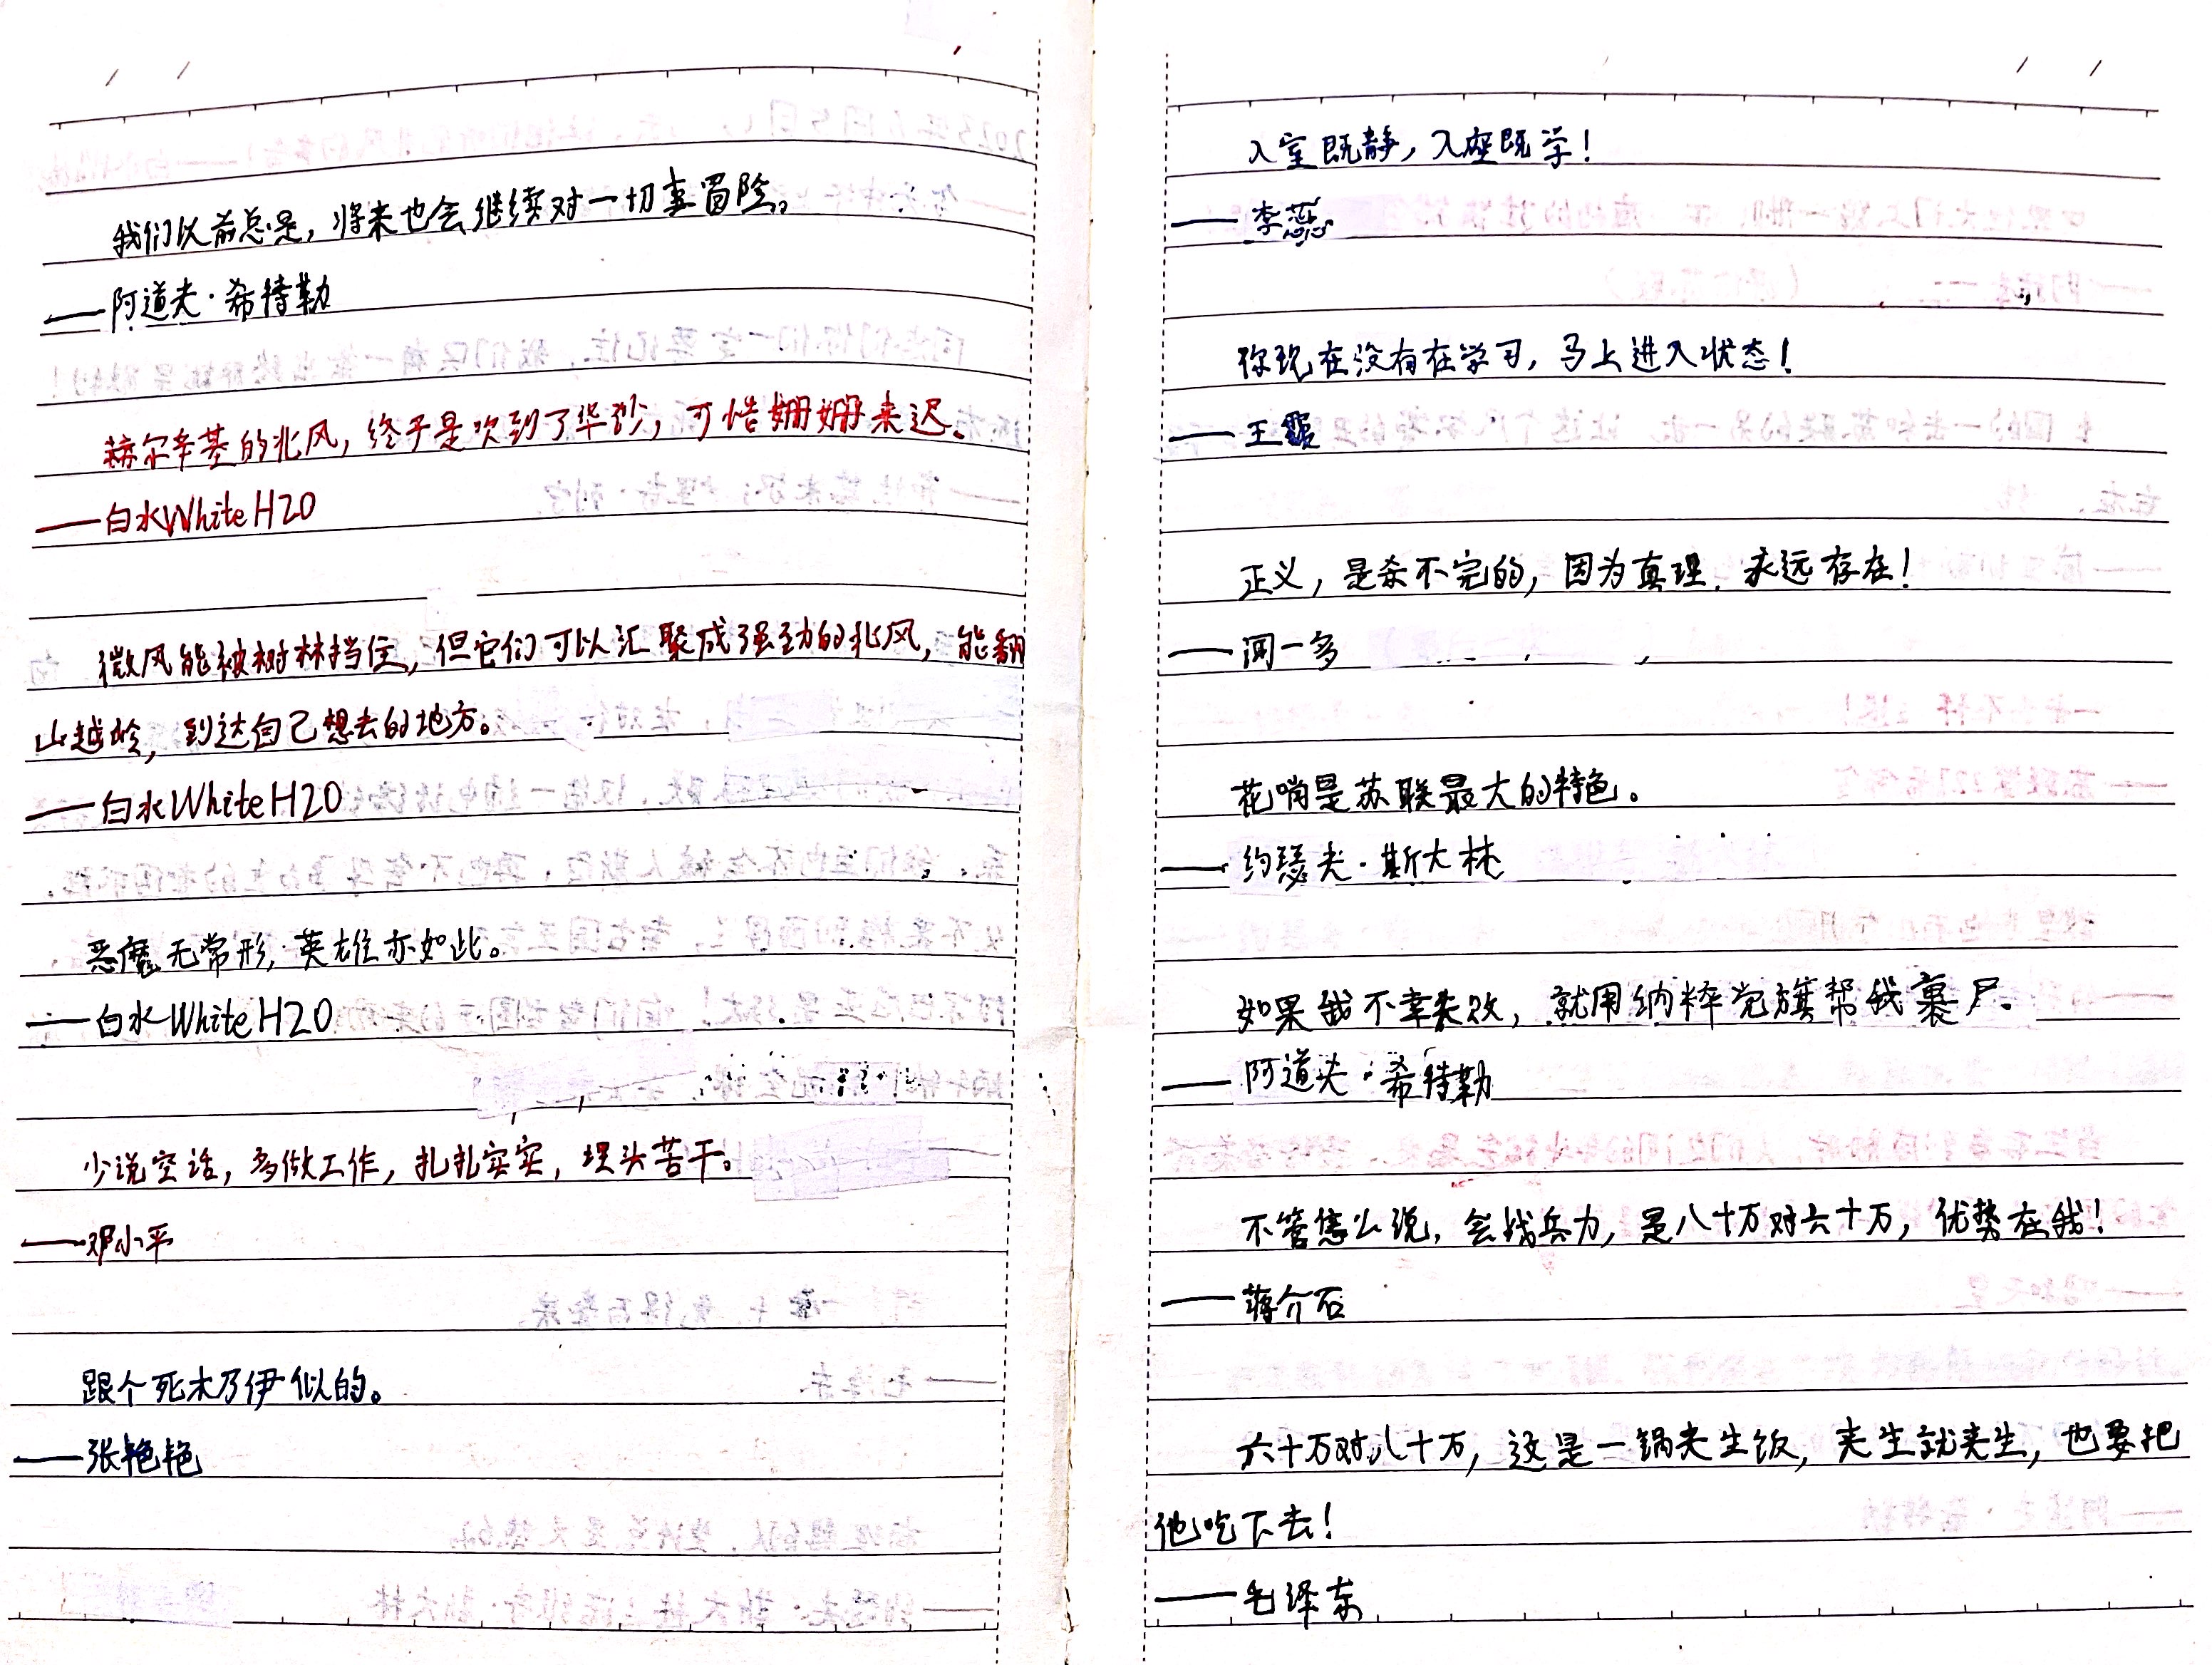 我们以前总是，将来也会继续对一切事冒险。
——阿道夫·希特勒
赫尔辛基的北风，终于是吹到了华沙，可惜姗姗来迟。
——白水WhiteH2O
微风能被树林挡住，但它们可以汇聚成强劲的北风，能翻
山越岭，到达自己想去的地方。
——白水WhiteH2O
恶魔无常形，英雄亦如此。
——白水WhiteH2O
少说空话，多做工作，扎扎实实，埋头苦干。
——邓小平
跟个死木乃伊似的。
——张艳艳
入室既静，入座既学！
——李蕊
你现在没有在学习，马上进入状态！
——王霞
正义，是杀不完的，因为真理，永远存在！
——闻一多
花哨是苏联最大的特色。
——约瑟夫·斯大林
如果我不幸失败，就用纳粹党旗帮我裹尸。
——阿道夫·希特勒
不管怎么说，会战兵力，是八十万对六十万，优势在我！
——蒋介石
六十万对八十万，这是一锅夹生饭，夹生就夹生，也要把
他吃下去！
——毛泽东